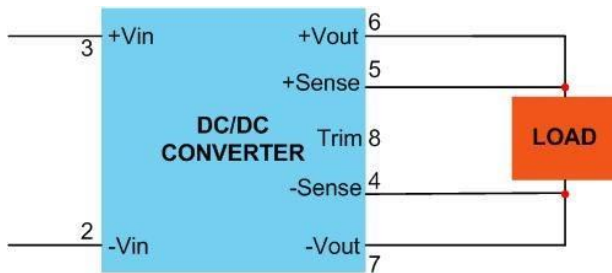 6
+Vin
+Vout
3
5
+Sense
DC/DC
CONVERTER
Trim 8
LOAD
4
-Sense
2
-Vin
-Vout
7